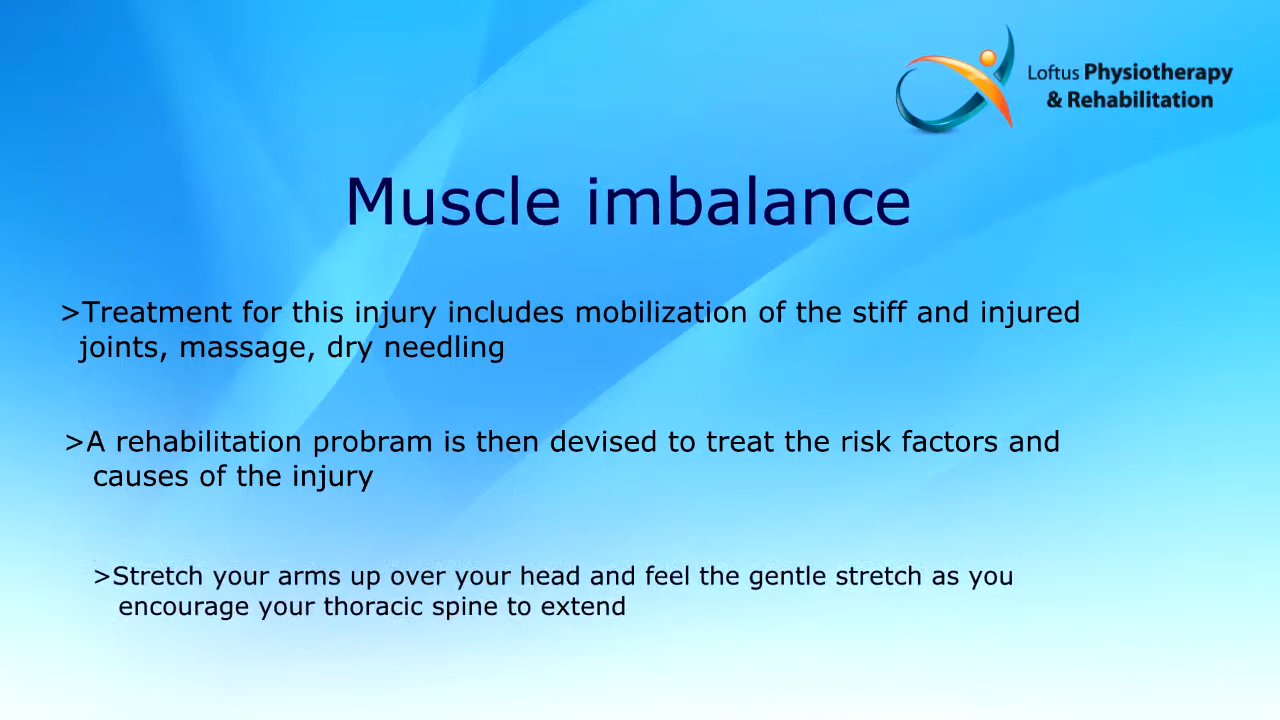 Loftus Physiotherapy
& Rehabilitation
Muscle imbalance
>Treatment for this injury includes mobilization of the stiff and injured
joints, massage, dry needling
>A rehabilitation probram is then devised to treat the risk factors and
causes of the injury
>Stretch your arms up over your head and feel the gentle stretch as you
encourage your thoracic spine to extend